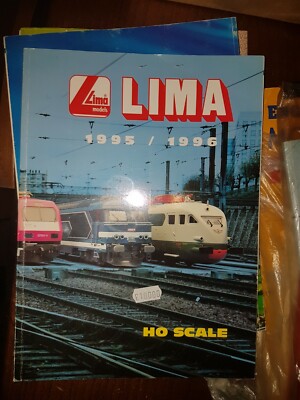 Lima
models
LIMA
1995 / 1996
HO SCALE